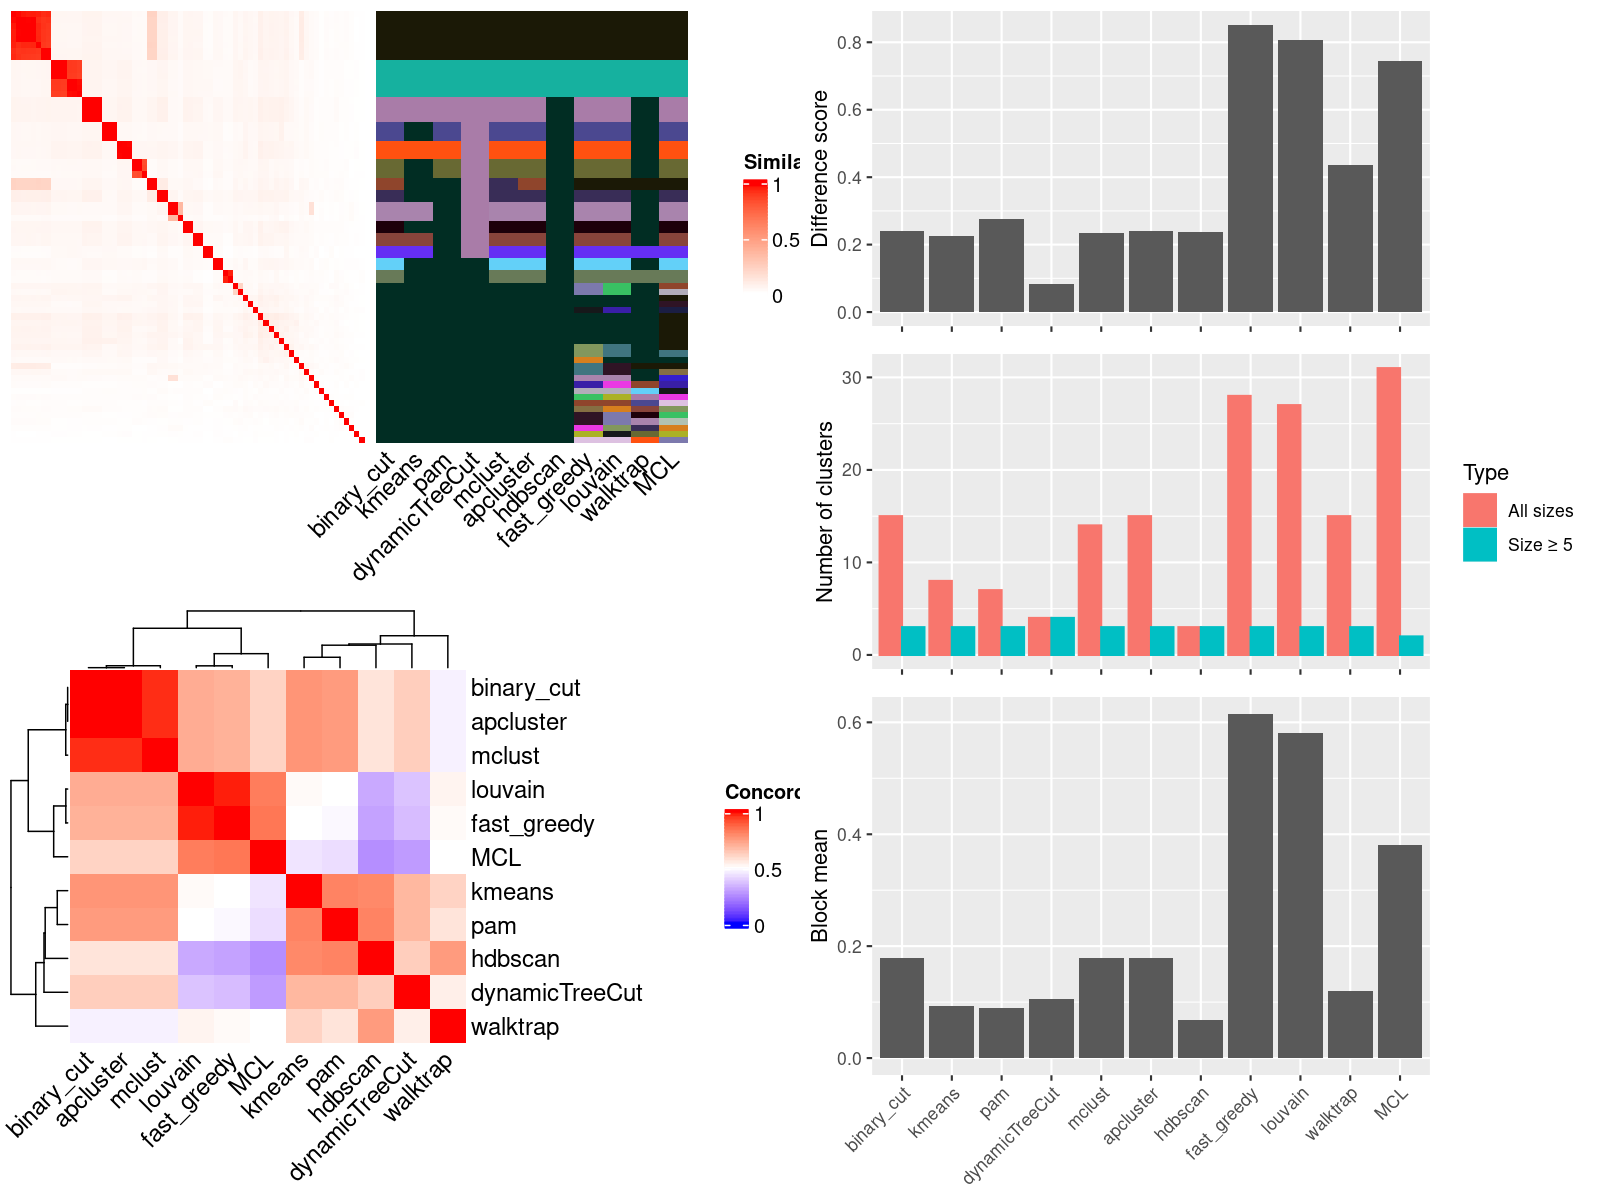 Simila
1
0.5
0
binary_cut
kmeans
pam
dynamicTreeCut
mclust
apcluster
hdbscan
fast_greedy
louvain
walktrap
MCL
binary_cut
apcluster
mclust
louvain
fast_greedy
MCL
kmeans
pam
hdbscan
dynamicTreeCut
walktrap
binary_cut
apcluster
mclust
louvain
fast_greedy
MCL
kmeans
pam
hdbscan
dynamicTreeCut
walktrap
Concord
1
0.5
0
Difference score
0.8
0.6
0.4
0.2
0.0
Number of clusters
30
20
10
0
Type
All sizes
Size ≥ 5
Block mean
0.6
0.4
0.2
0.0
binary_cut
kmeans
pam
dynamicTreeCut
mclust
apcluster
hdbscan
fast_greedy
louvain
walktrap
MCL